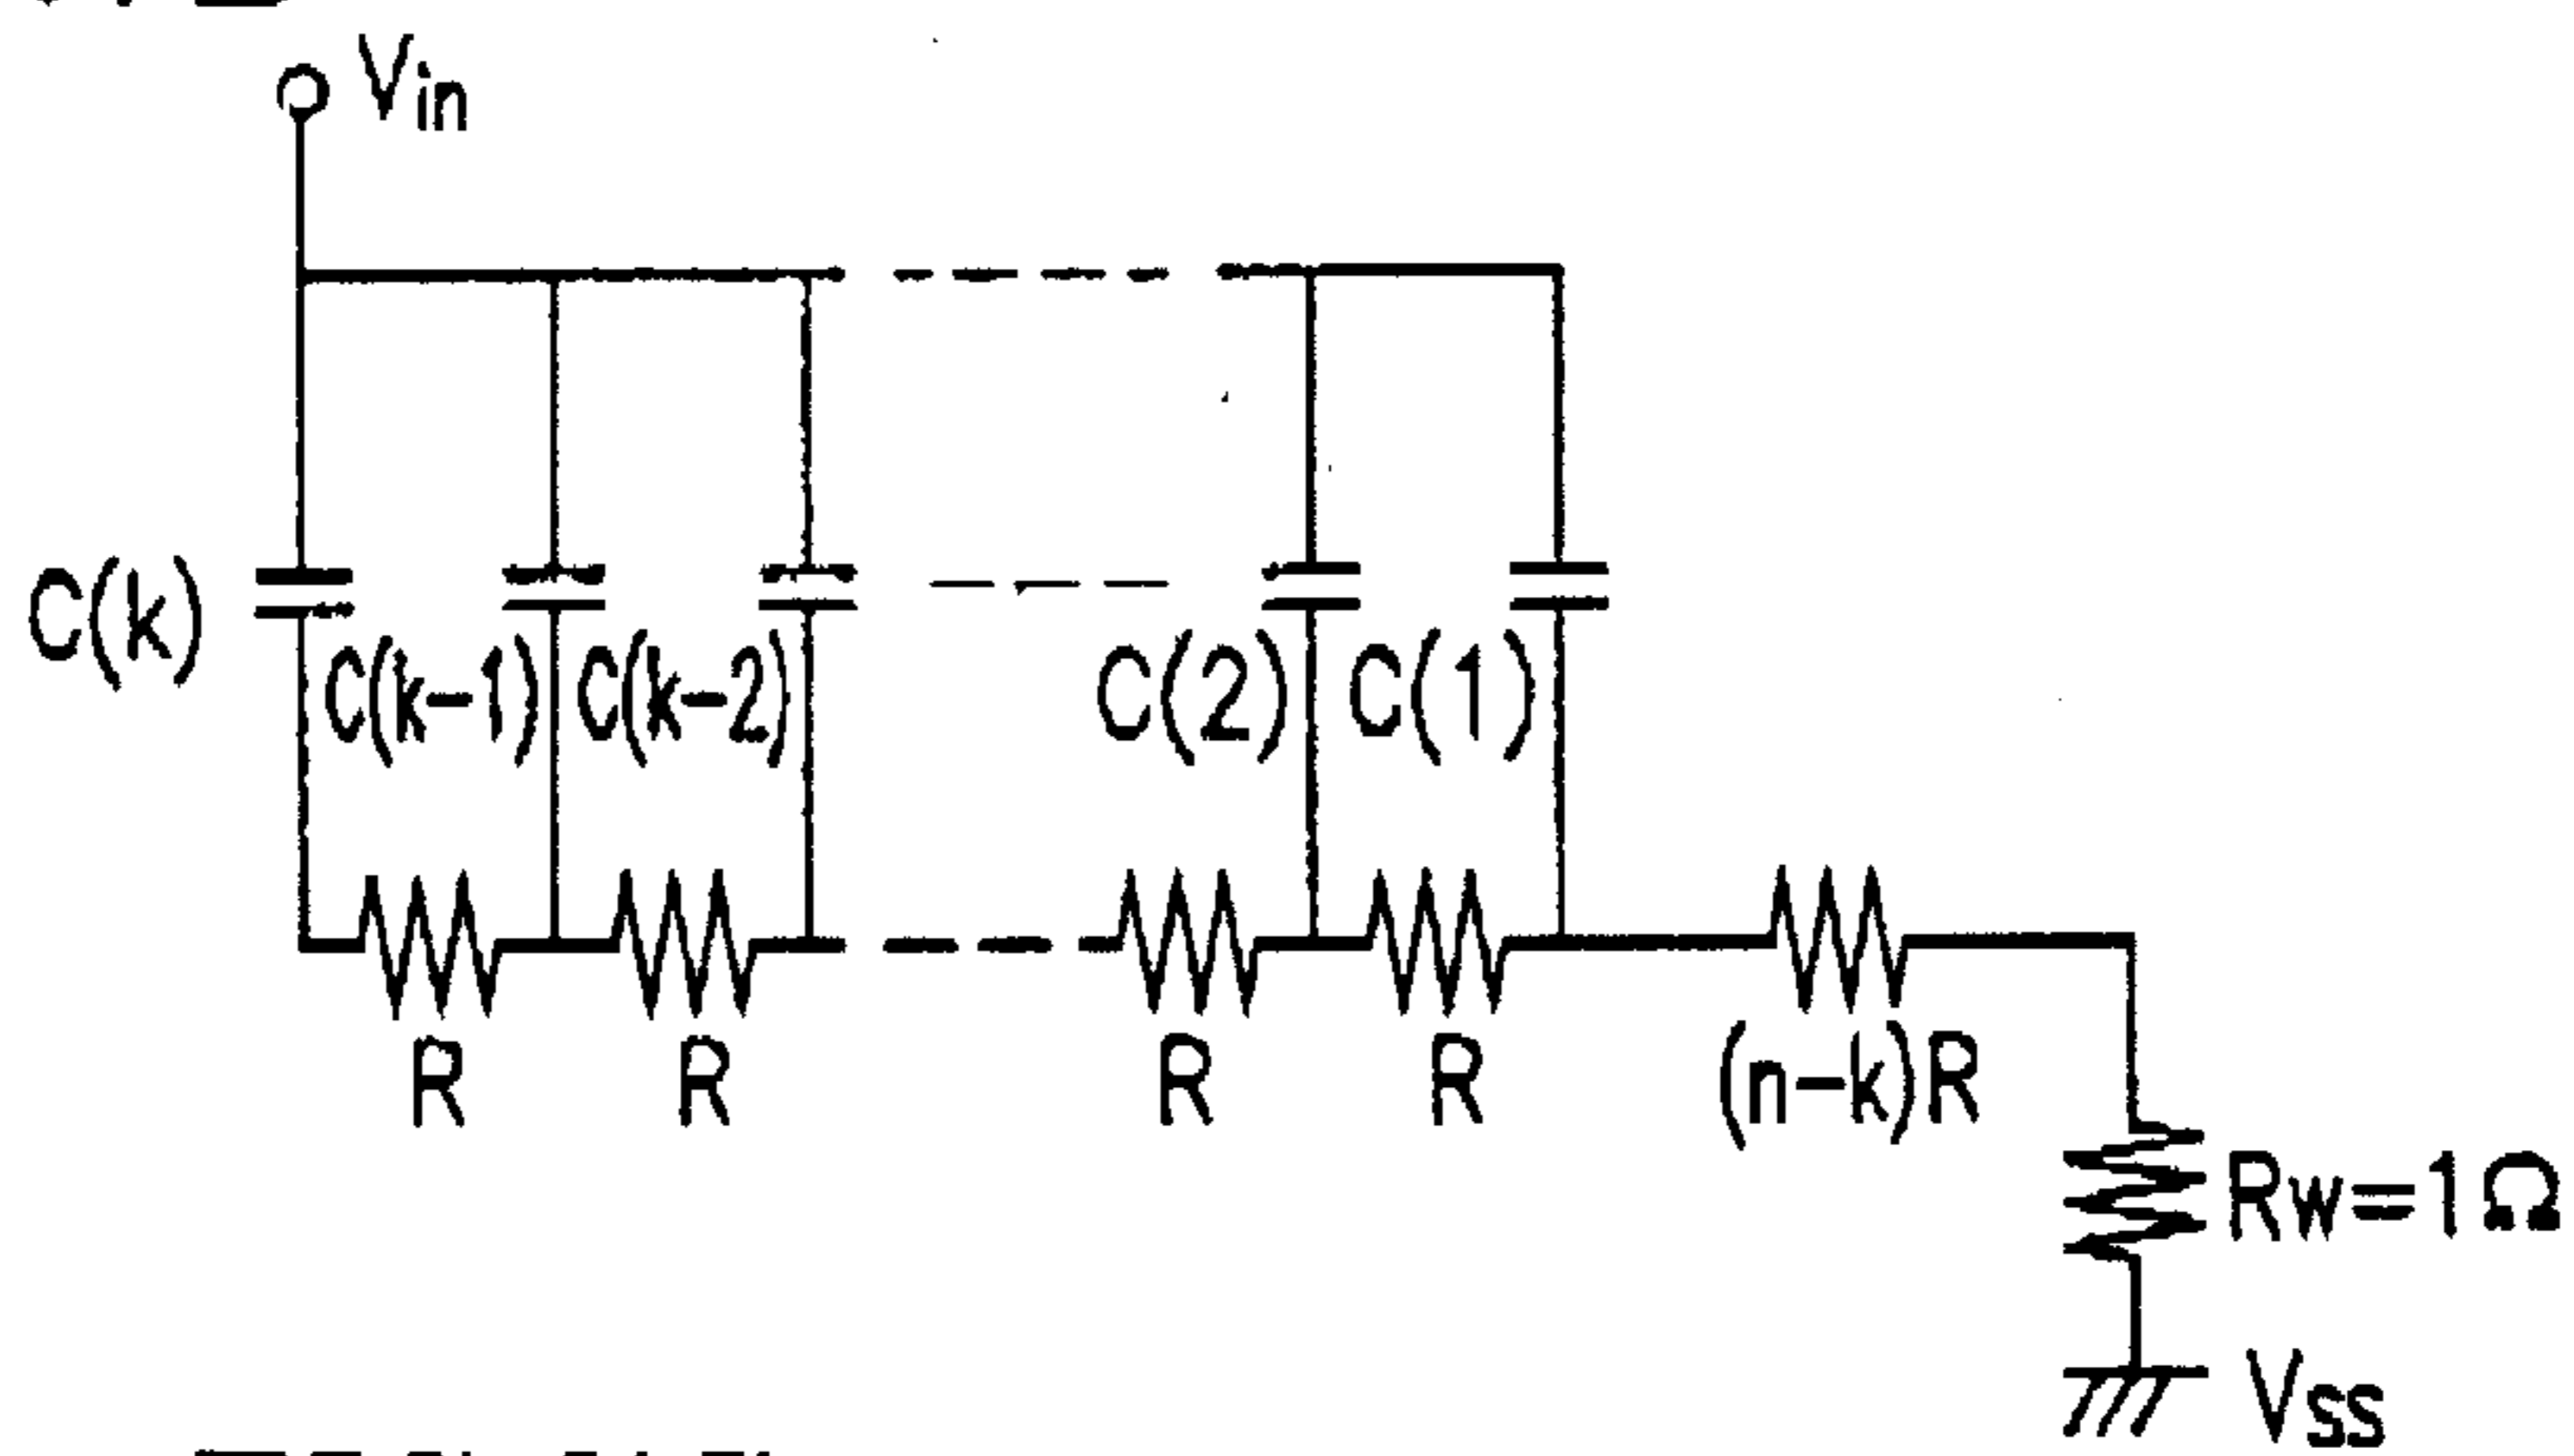 Vin
C(k)
C(k-1)
C(k-2)
C(2)
C(1)
R
R
R
R
(n-k)R
Rw=1Ω
Vss